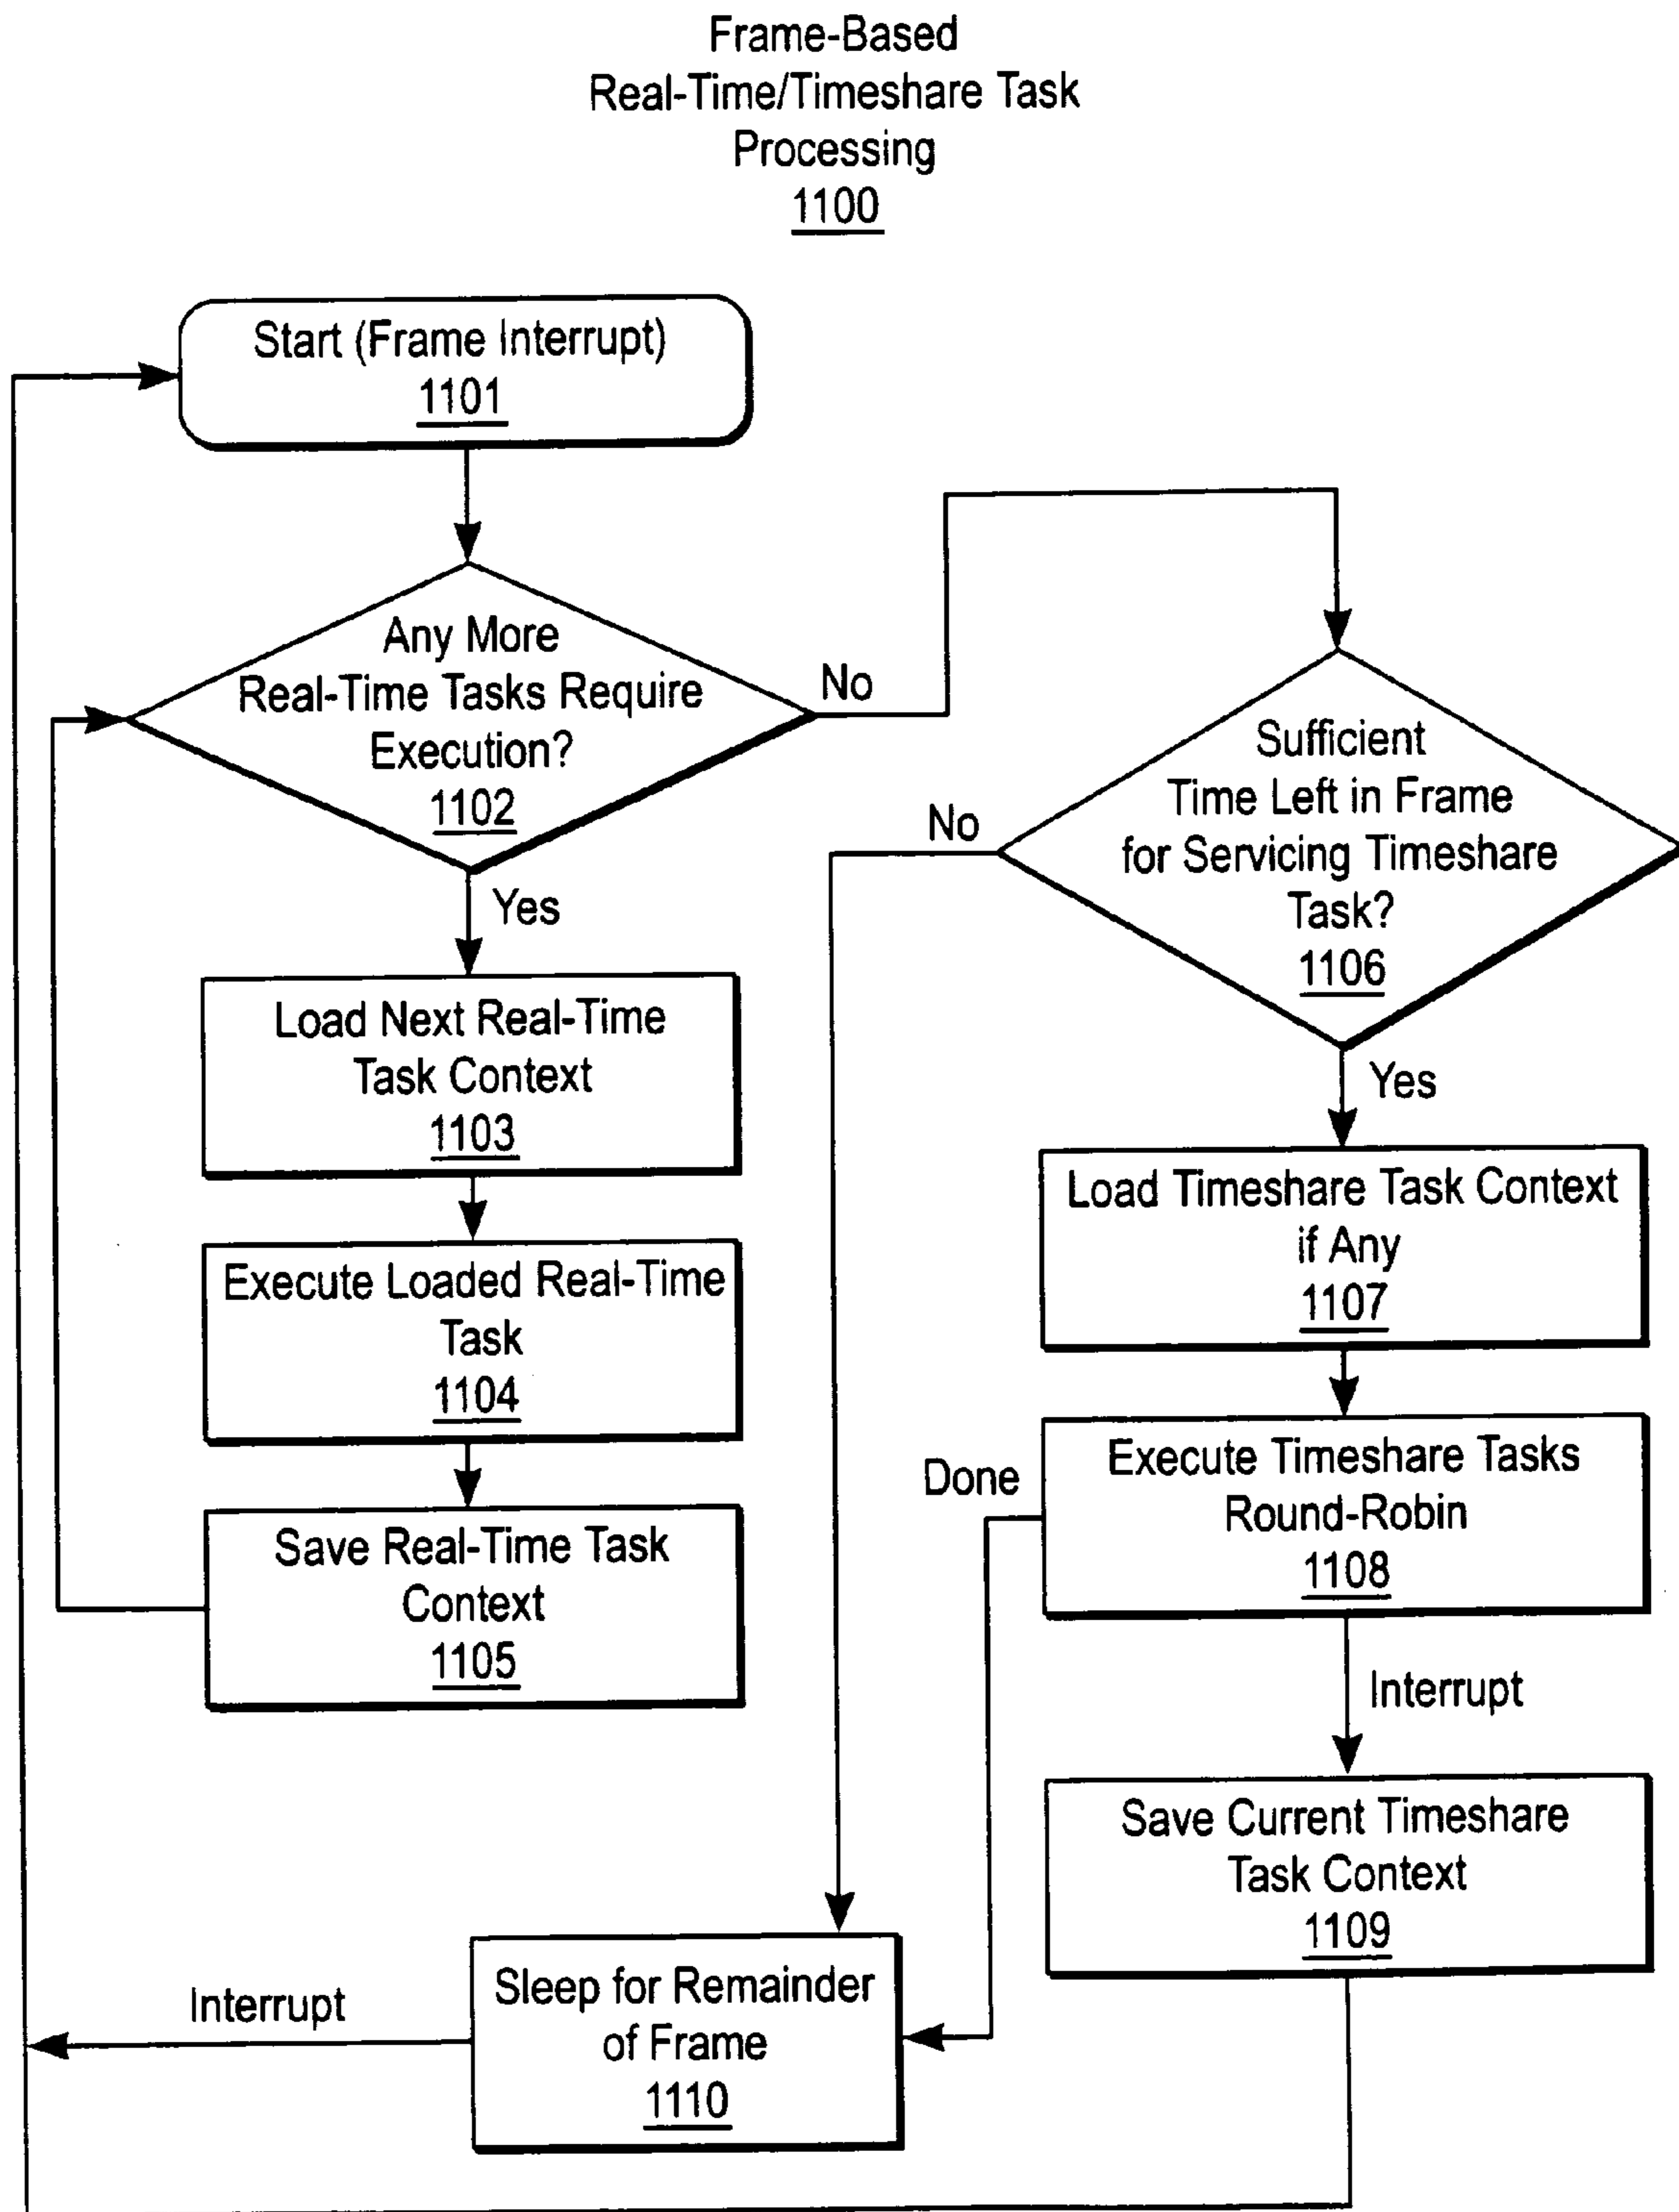 Frame-Based
Real-Time/Timeshare Task
Processing
1100
Start (Frame Interrupt)
1101
Any More
Real-Time Tasks Require
Execution?
1102
No
Yes
Load Next Real-Time
Task Context
1103
Execute Loaded Real-Time
Task
1104
Save Real-Time Task
Context
1105
Sufficient
Time Left in Frame
for Servicing Timeshare
Task?
1106
No
Yes
Load Timeshare Task Context
if Any
1107
Execute Timeshare Tasks
Round-Robin
1108
Done
Interrupt
Save Current Timeshare
Task Context
1109
Sleep for Remainder
of Frame
1110
Interrupt